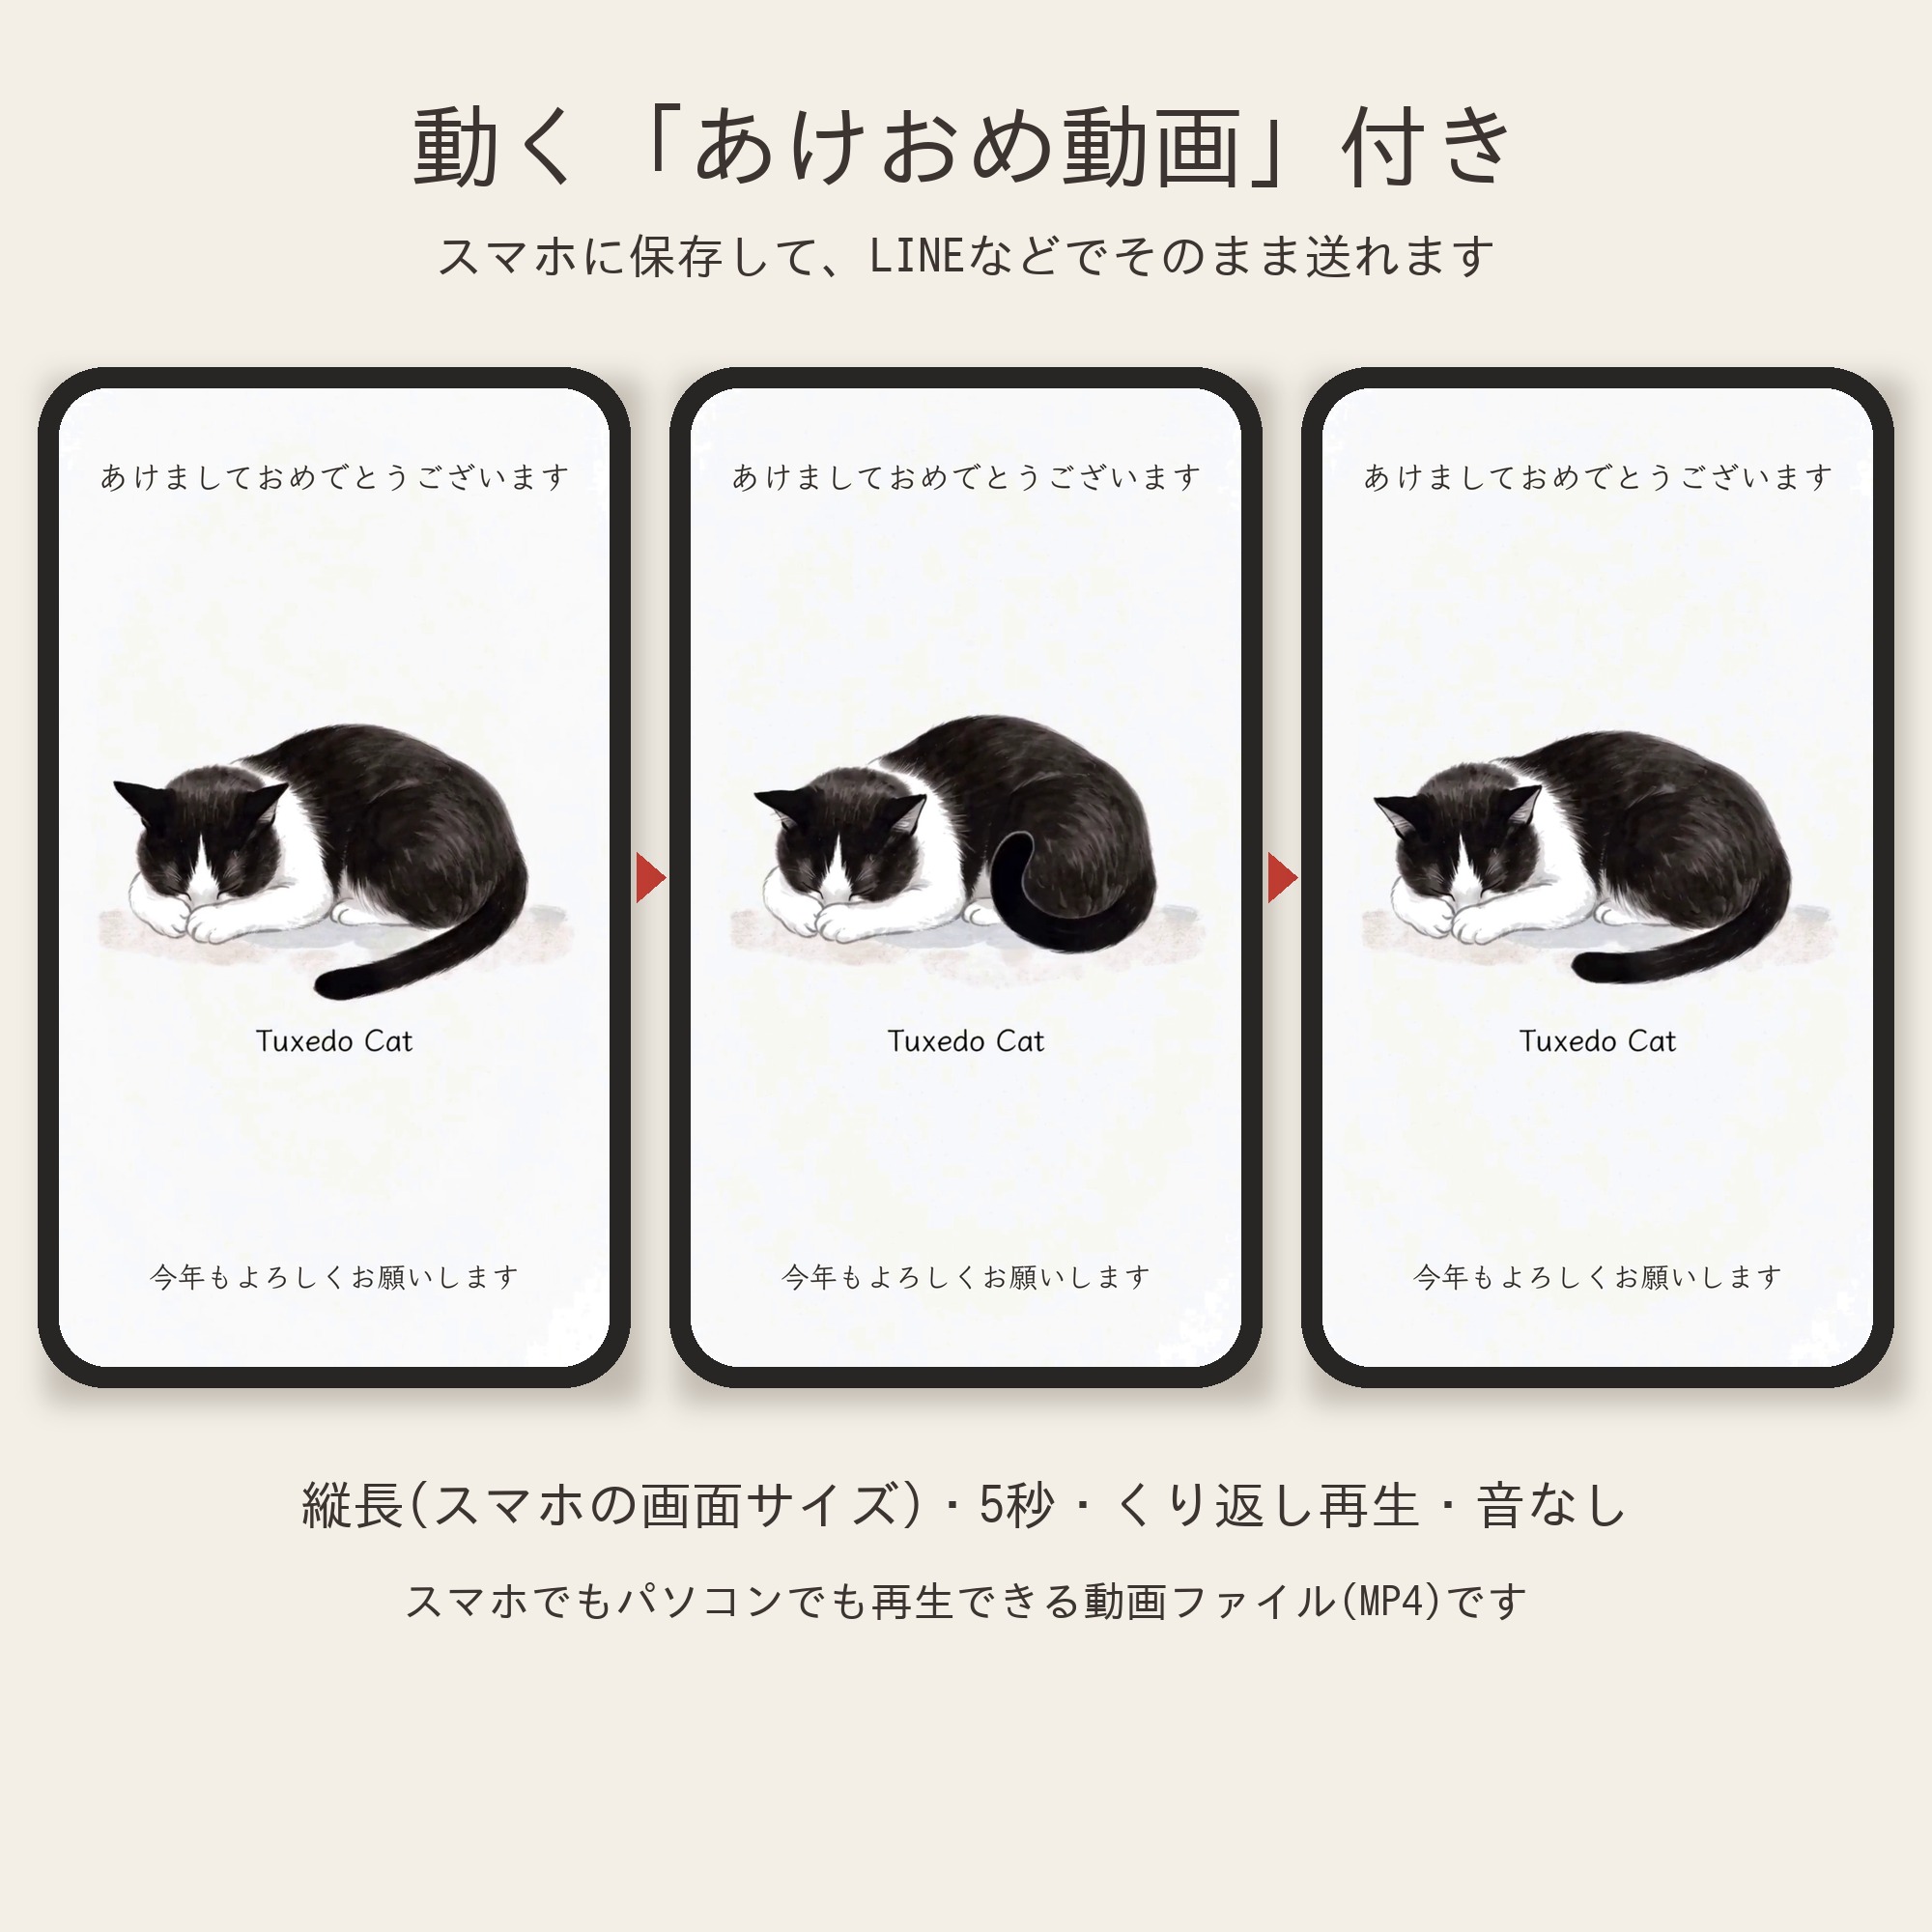 動く「あけおめ動画」付き
スマホに保存して、LINEなどでそのまま送れます
あけましておめでとうございます
Tuxedo Cat
今年もよろしくお願いします
あけましておめでとうございます
Tuxedo Cat
今年もよろしくお願いします
あけましておめでとうございます
Tuxedo Cat
今年もよろしくお願いします
縦長(スマホの画面サイズ)・5秒・くり返し再生・音なし
スマホでもパソコンでも再生できる動画ファイル(MP4)です